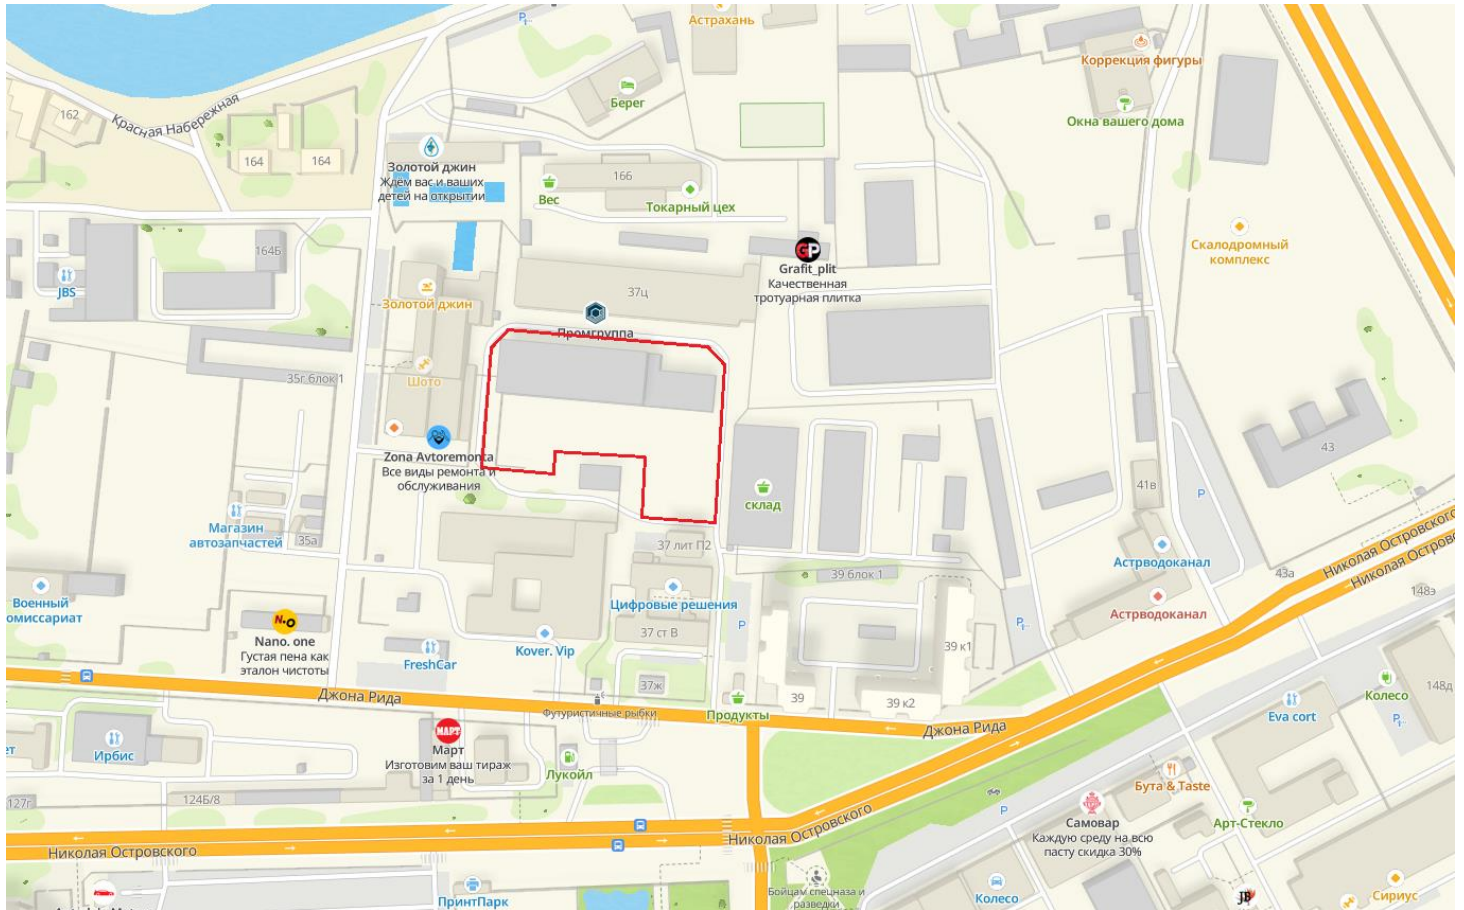 Астрахань
Коррекция фигуры
Берег
162
Красная Набережная
Окна вашего дома
164
164
Золотой джин
Ждем вас и ваших
детей на открытии
166
Вес
Токарный цех
164Б
Скалодромный
комплекс
Grafit_plit
Качественная
тротуарная плитка
JBS
37ц
Золотой джин
Промгруппа
35г блок 1
Шото
43
Zona Avtoremonta
Все виды ремонта и
обслуживания
41в
P
склад
Магазин
автозапчастей
35а
37 лит П2
Николая Островского
Астрводоканал
39 блок 1
43а
148э
Военный
омиссариат
Цифровые решения
Астрводоканал
Nano. one
Густая пена как
эталон чистоты
FreshCar
Kover. Vip
37 ст В
P
P
39 к1
37ж
39
39 к2
Колесо
148д
P
Джона Рида
Футуристичные рыбки
Продукты
Eva cort
Джона Рида
МАРТ
Март
Изготовим ваш тираж
за 1 день
Ирбис
Лукойл
Бута & Taste
127г
124Б/8
P
Самовар
Каждую среду на всю
пасту скидка 30%
Арт-Стекло
Николая Островского
Николая Островского
Бойцам спецназа и
разведки
ПринтПарк
Колесо
JB
Сириус